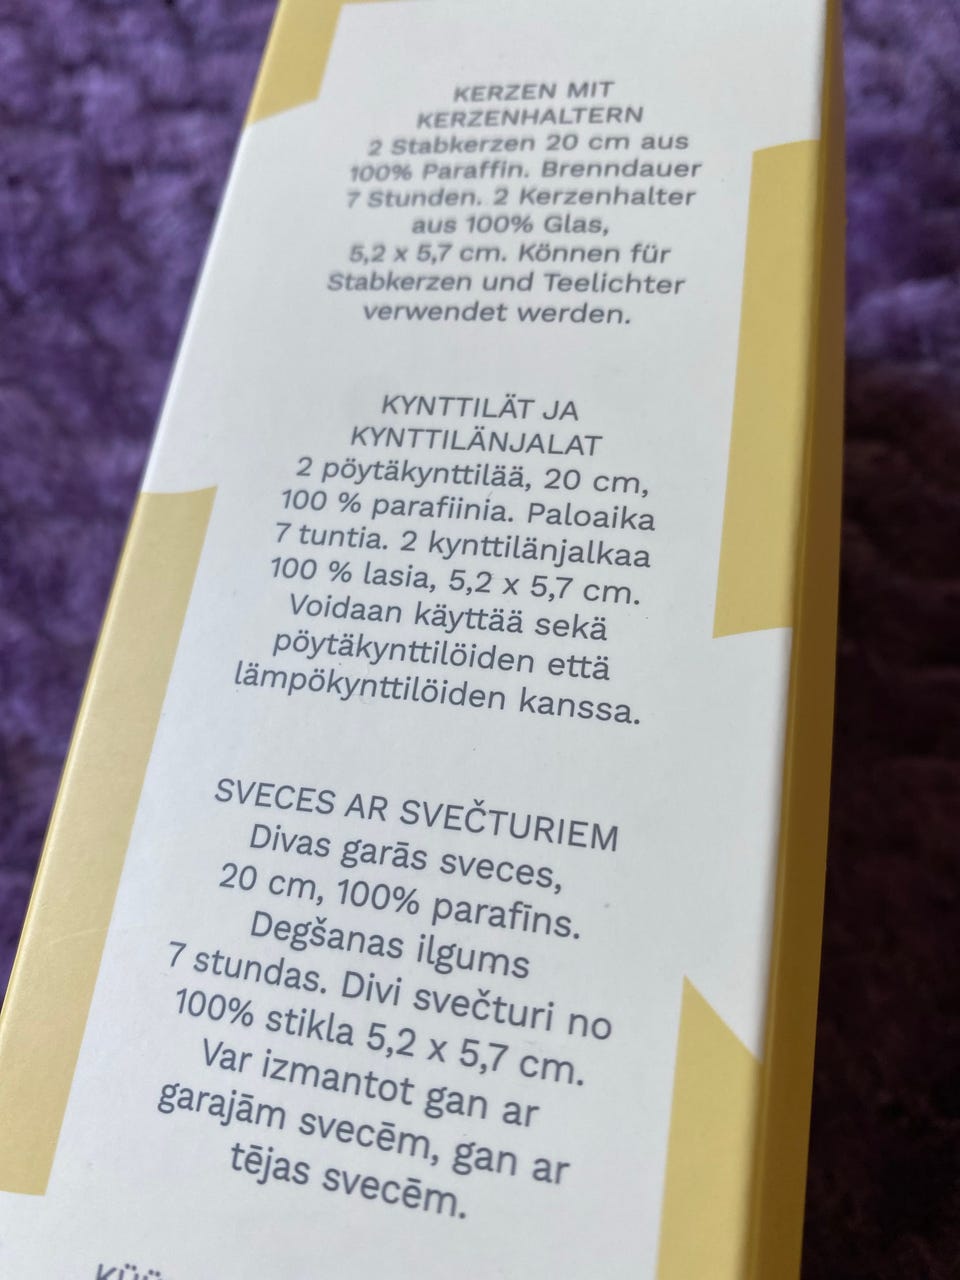 KERZEN MIT
KERZENHALTERN
2 Stabkerzen 20 cm aus
100% Paraffin. Brenndauer
7 Stunden. 2 Kerzenhalter
aus 100% Glas,
5,2 x 5,7 cm. Können für
Stabkerzen und Teelichter
verwendet werden.
KYNTTILÄT JA
KYNTTILÄNJALAT
2 pöytäkynttilää, 20 cm,
100 % parafiinia. Paloaika
7 tuntia. 2 kynttilänjalkaa
100 % lasia, 5,2 x 5,7 cm.
Voidaan käyttää sekä
pöytäkynttilöiden että
lämpökynttilöiden kanssa.
SVECES AR SVEČTURIEM
Divas garās sveces,
20 cm, 100% parafīns.
Degšanas ilgums
7 stundas. Divi svečturi no
100% stikla 5,2 x 5,7 cm.
Var izmantot gan ar
garajām svecēm, gan ar
tējas svecēm.